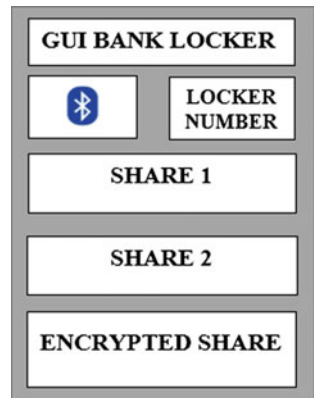 GUI BANK LOCKER
LOCKER
NUMBER
SHARE 1
SHARE 2
ENCRYPTED SHARE